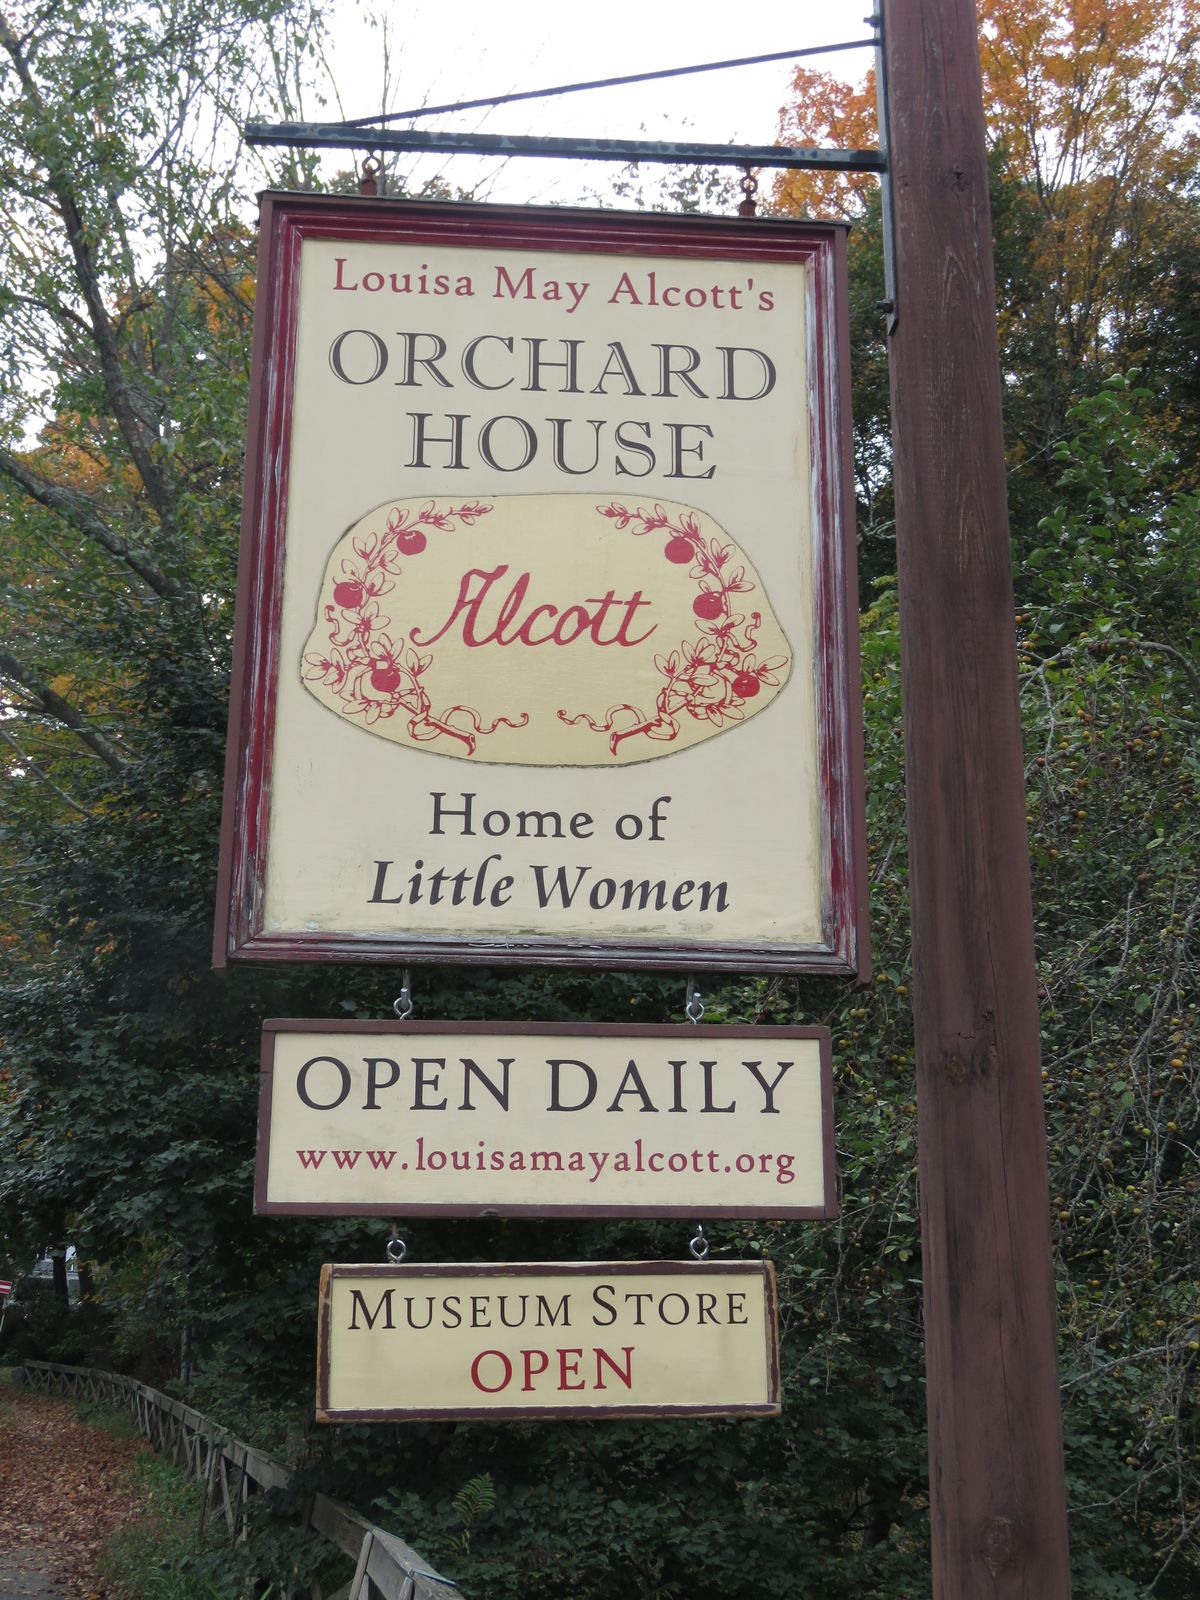 Louisa May Alcott's
ORCHARD
HOUSE
Alcott
Home of
Little Women
OPEN DAILY
www.louisamayalcott.org
MUSEUM STORE
OPEN